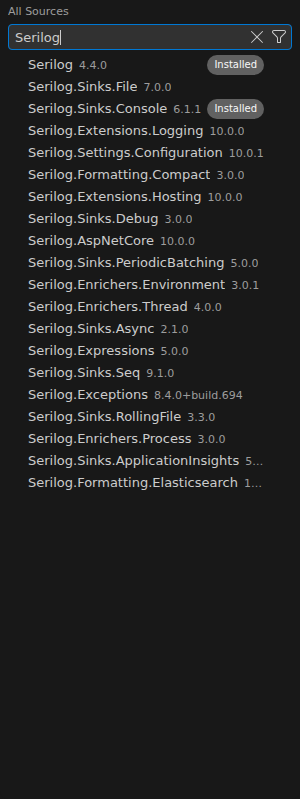 All Sources
Serilog
Serilog 4.4.0 Installed
Serilog.Sinks.File 7.0.0
Serilog.Sinks.Console 6.1.1 Installed
Serilog.Extensions.Logging 10.0.0
Serilog.Settings.Configuration 10.0.1
Serilog.Formatting.Compact 3.0.0
Serilog.Extensions.Hosting 10.0.0
Serilog.Sinks.Debug 3.0.0
Serilog.AspNetCore 10.0.0
Serilog.Sinks.PeriodicBatching 5.0.0
Serilog.Enrichers.Environment 3.0.1
Serilog.Enrichers.Thread 4.0.0
Serilog.Sinks.Async 2.1.0
Serilog.Expressions 5.0.0
Serilog.Sinks.Seq 9.1.0
Serilog.Exceptions 8.4.0+build.694
Serilog.Sinks.RollingFile 3.3.0
Serilog.Enrichers.Process 3.0.0
Serilog.Sinks.ApplicationInsights 5...
Serilog.Formatting.Elasticsearch 1...